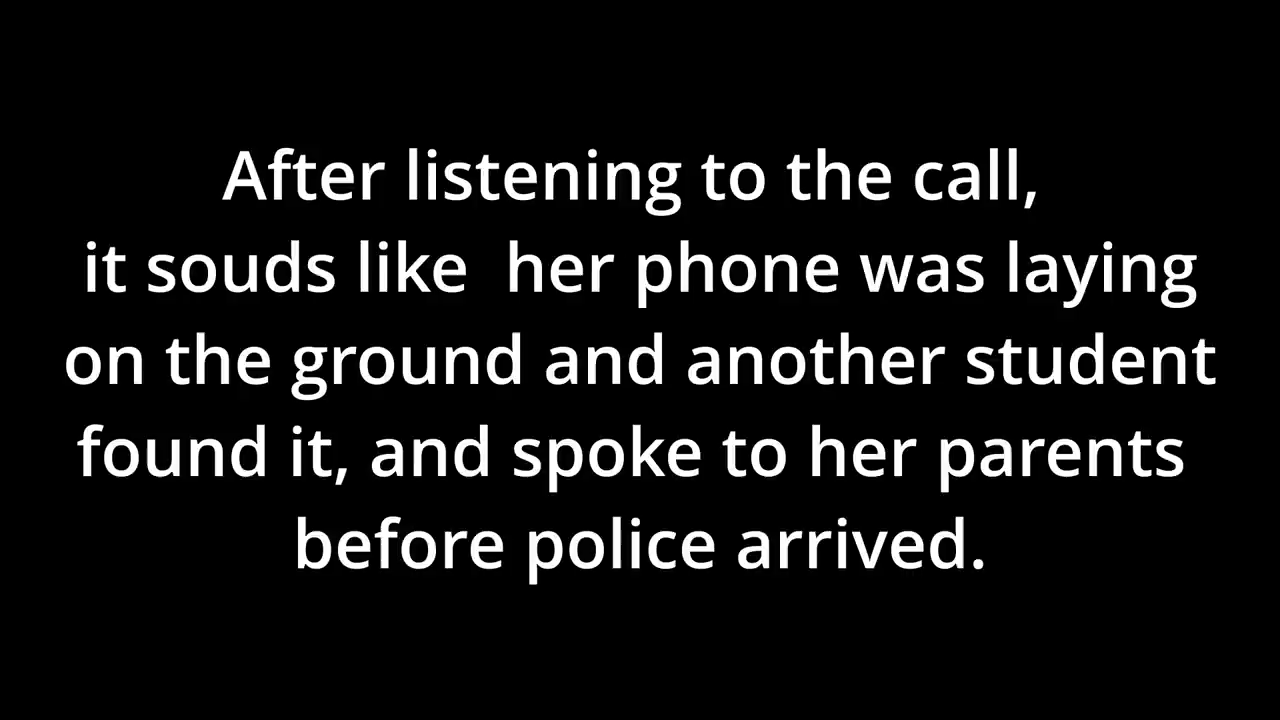 After listening to the call,
it souds like  her phone was laying
on the ground and another student
found it, and spoke to her parents
before police arrived.